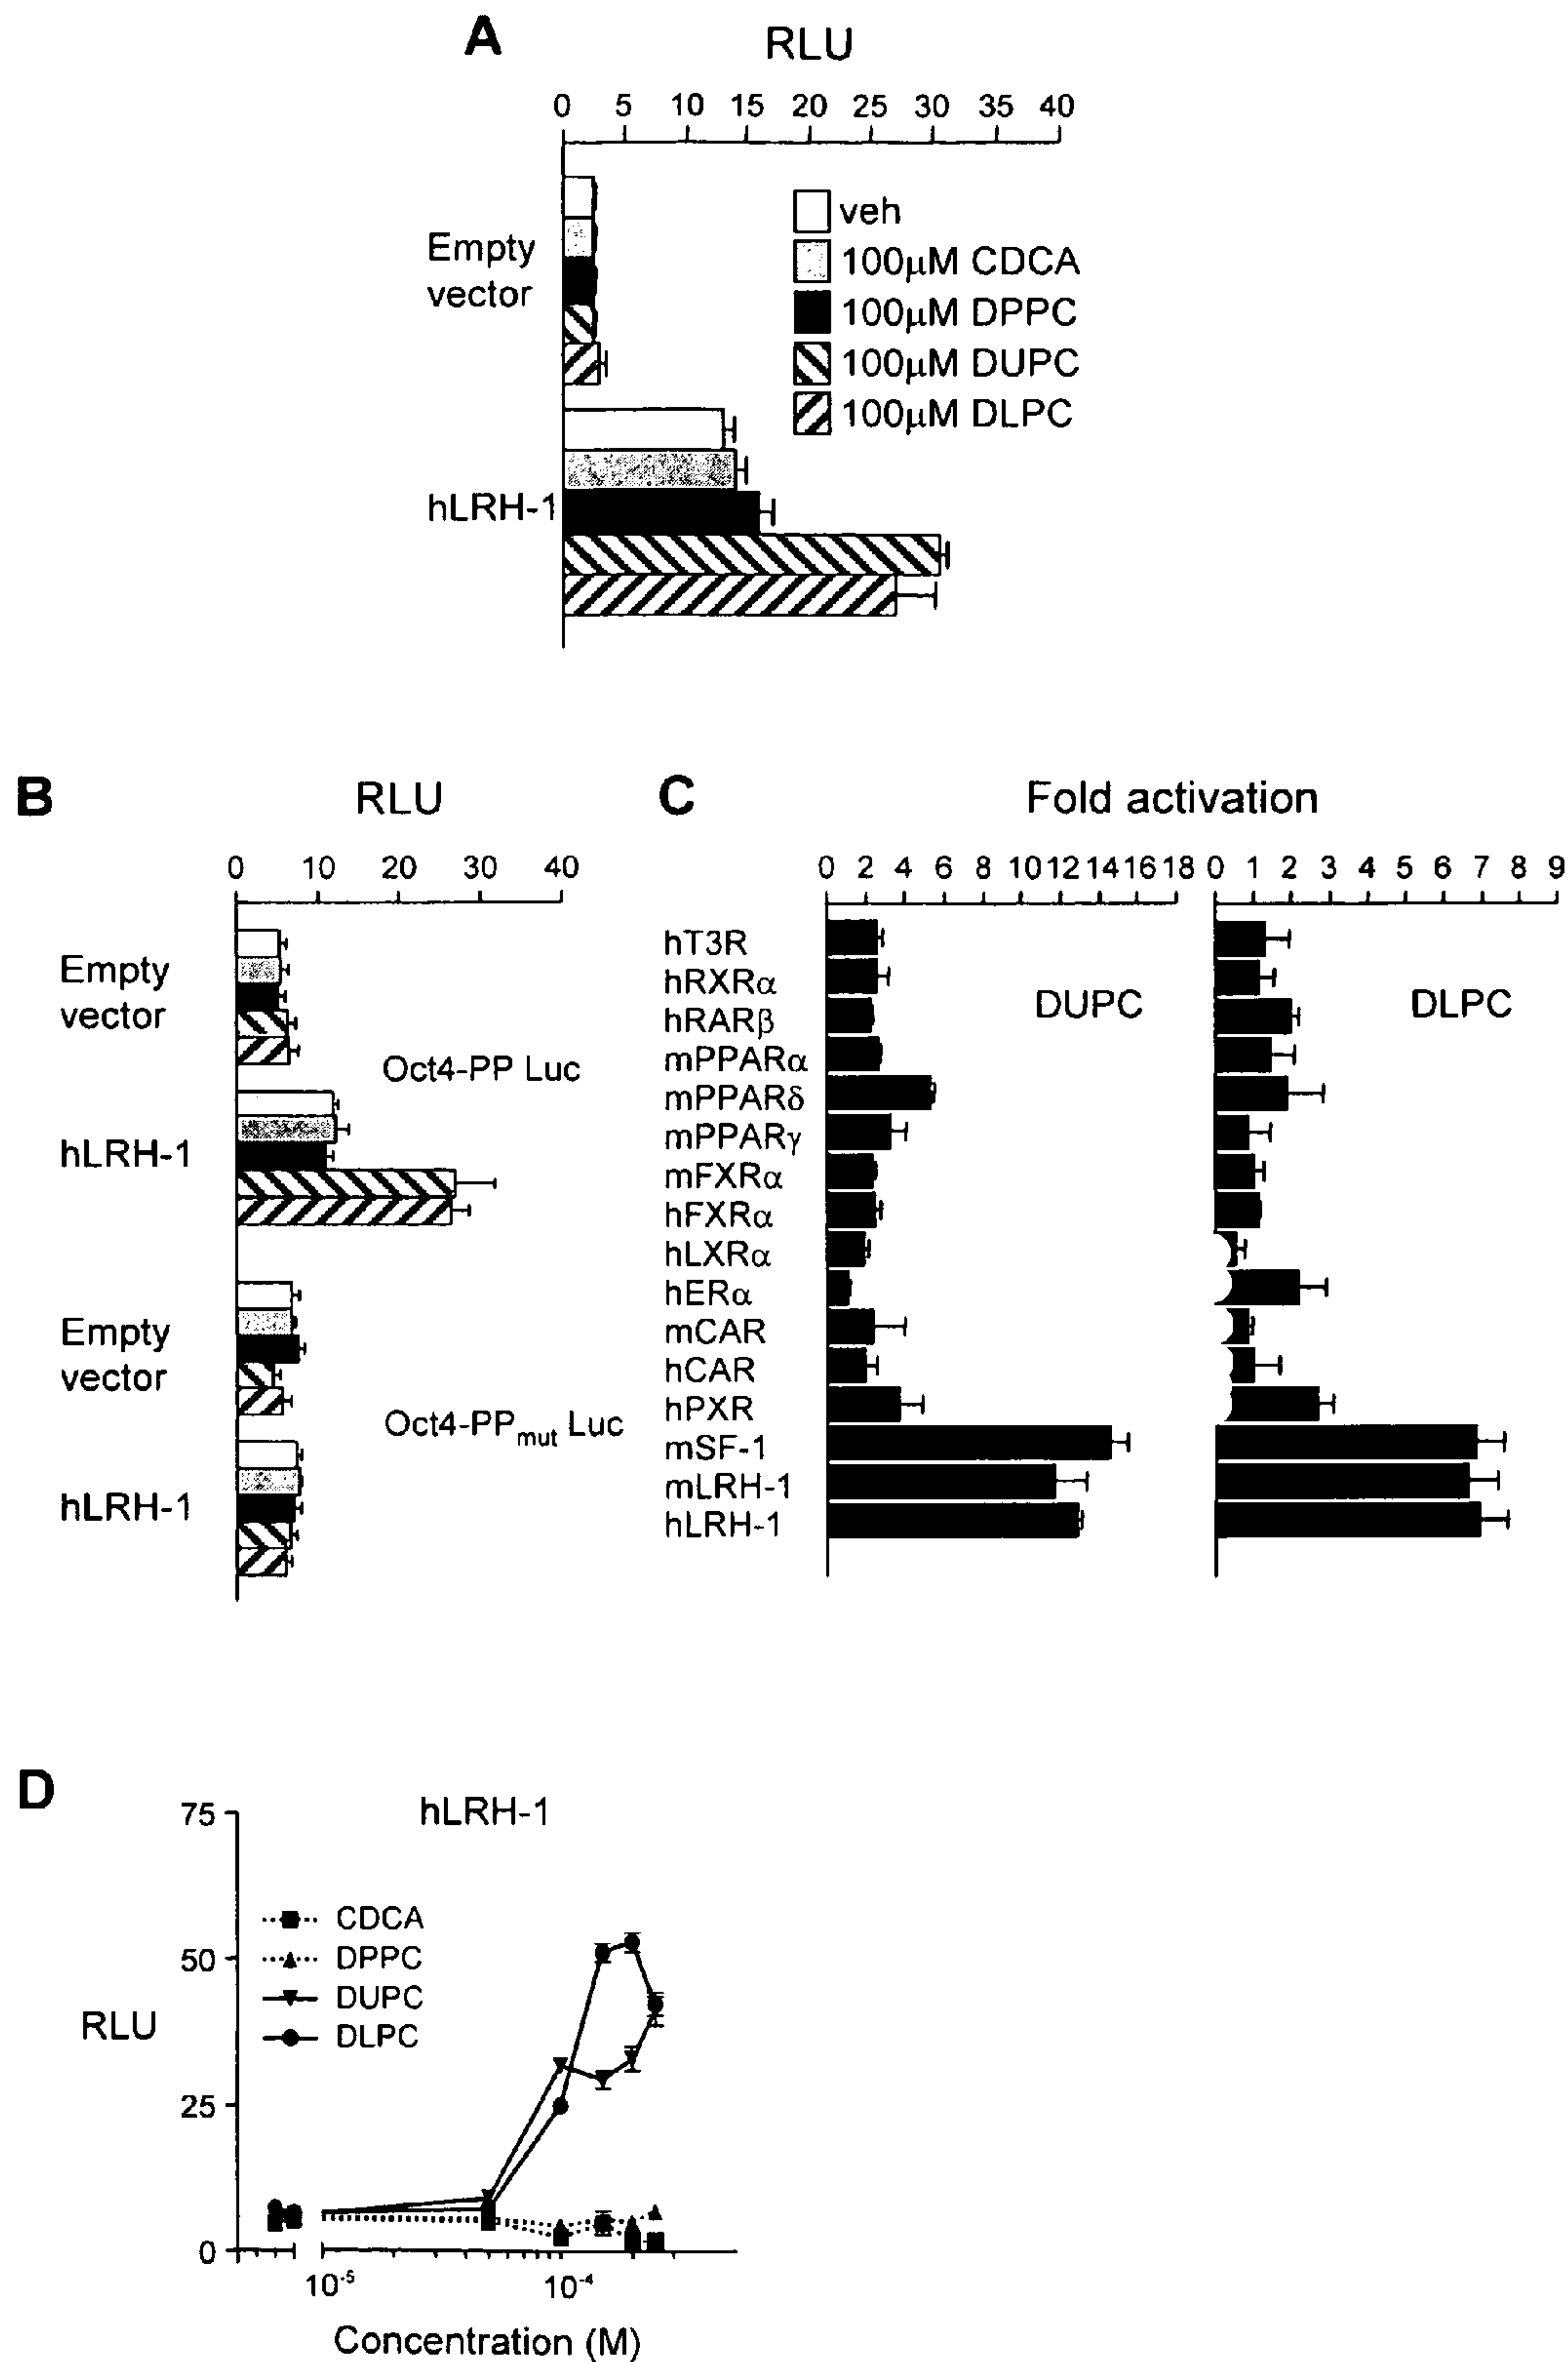 A
RLU
0 5 10 15 20 25 30 35 40
Empty
vector
veh
100μM CDCA
100μM DPPC
100μM DUPC
100μM DLPC
hLRH-1
B
RLU
0 10 20 30 40
Empty
vector
Oct4-PP Luc
hLRH-1
Empty
vector
Oct4-PPmut Luc
hLRH-1
C
Fold activation
0 2 4 6 8 10 12 14 16 18
0 1 2 3 4 5 6 7 8 9
hT3R
hRXRα
DUPC
DLPC
hRARβ
mPPARα
mPPARδ
mPPARγ
mFXRα
hFXRα
hLXRα
hERα
mCAR
hCAR
hPXR
mSF-1
mLRH-1
hLRH-1
D
hLRH-1
75
50
25
0
RLU
CDCA
DPPC
DUPC
DLPC
10-5 10-4
Concentration (M)